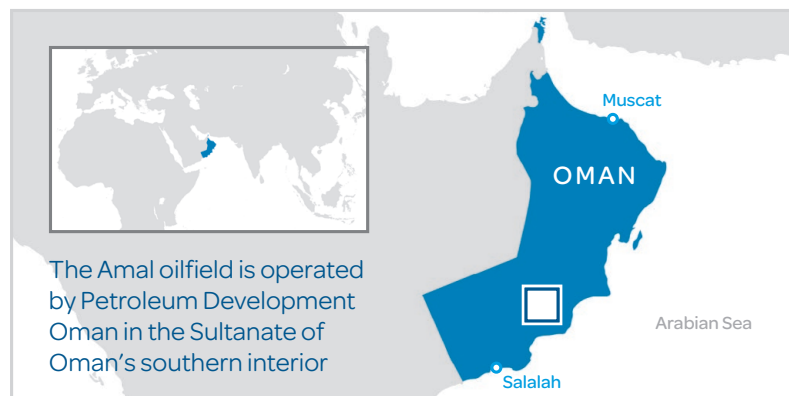 Muscat
OMAN
The Amal oilfield is operated
by Petroleum Development
Oman in the Sultanate of
Oman's southern interior
Arabian Sea
Salalah